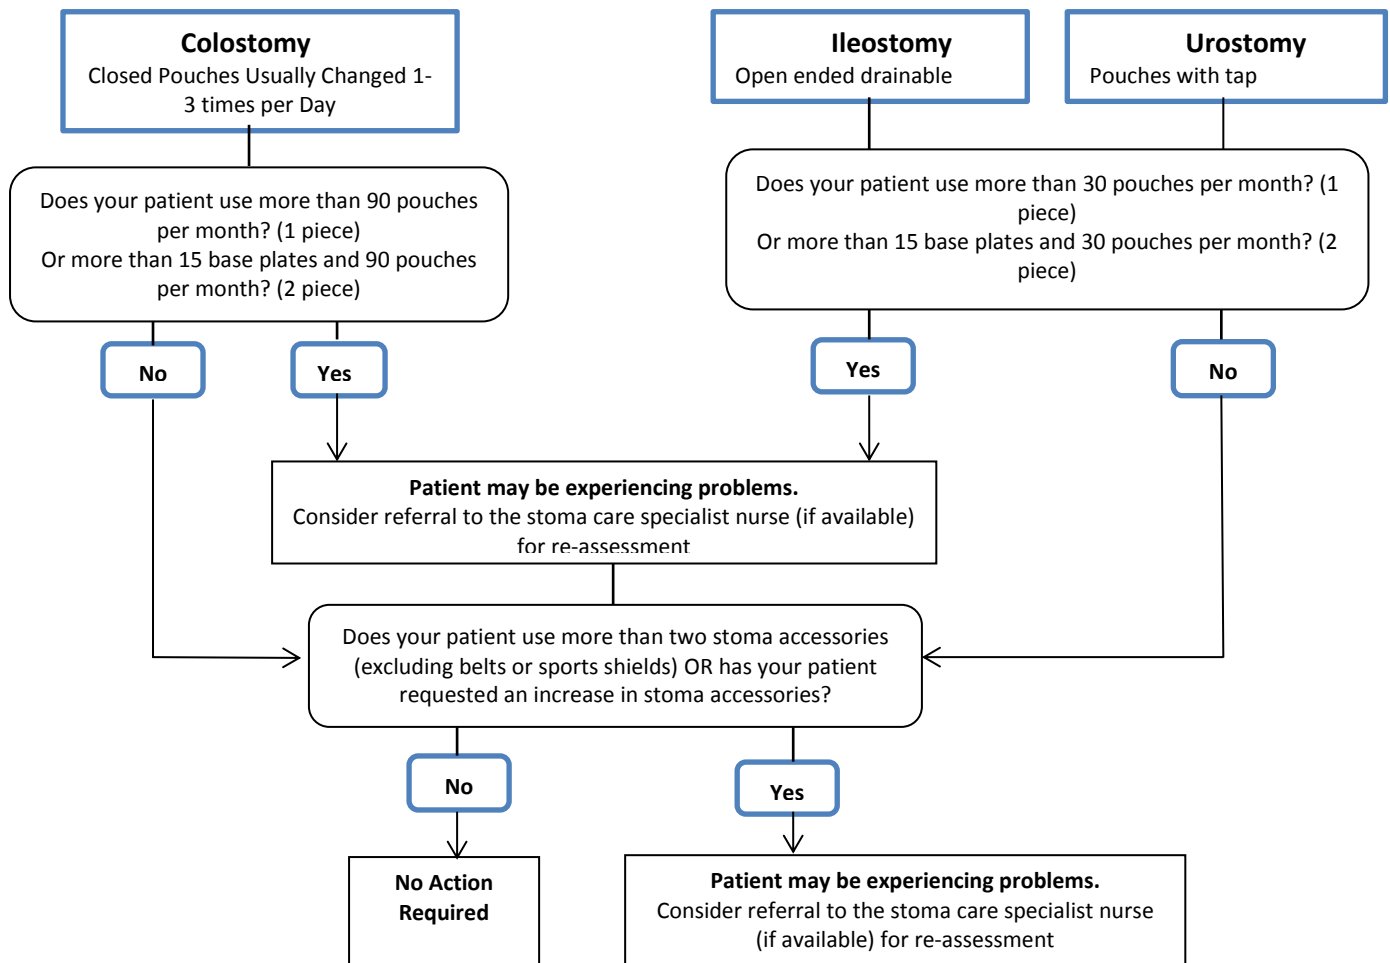 Colostomy
Closed Pouches Usually Changed 1-
3 times per Day
Ileostomy
Open ended drainable
Urostomy
Pouches with tap
Does your patient use more than 90 pouches
per month? (1 piece)
Or more than 15 base plates and 90 pouches
per month? (2 piece)
Does your patient use more than 30 pouches per month? (1
piece)
Or more than 15 base plates and 30 pouches per month? (2
piece)
No
Yes
Yes
No
Patient may be experiencing problems.
Consider referral to the stoma care specialist nurse (if available)
for re-assessment
Does your patient use more than two stoma accessories
(excluding belts or sports shields) OR has your patient
requested an increase in stoma accessories?
No
Yes
No Action
Required
Patient may be experiencing problems.
Consider referral to the stoma care specialist nurse
(if available) for re-assessment